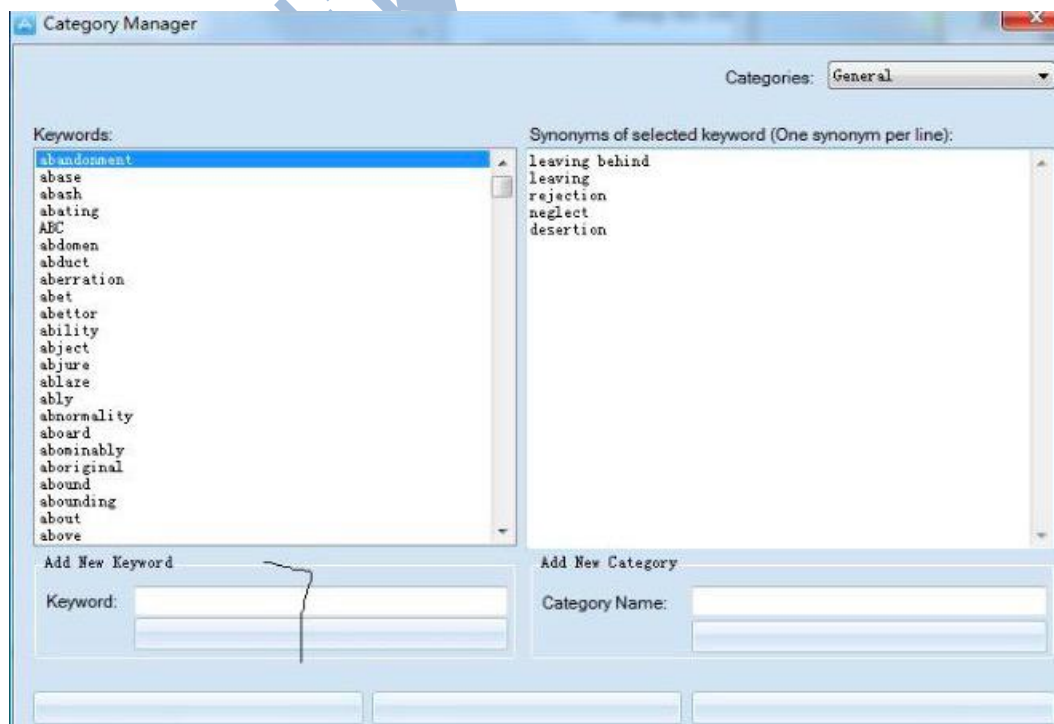 Category Manager
Categories: General
Keywords:
abandonment
abase
abash
abating
ABC
abdomen
abduct
aberration
abet
abettor
ability
abject
abjure
ablaze
ably
abnormality
aboard
abominably
aboriginal
abound
abounding
about
above
Synonyms of selected keyword (One synonym per line):
leaving behind
leaving
rejection
neglect
desertion
Add New Keyword
Keyword:
Add New Category
Category Name: